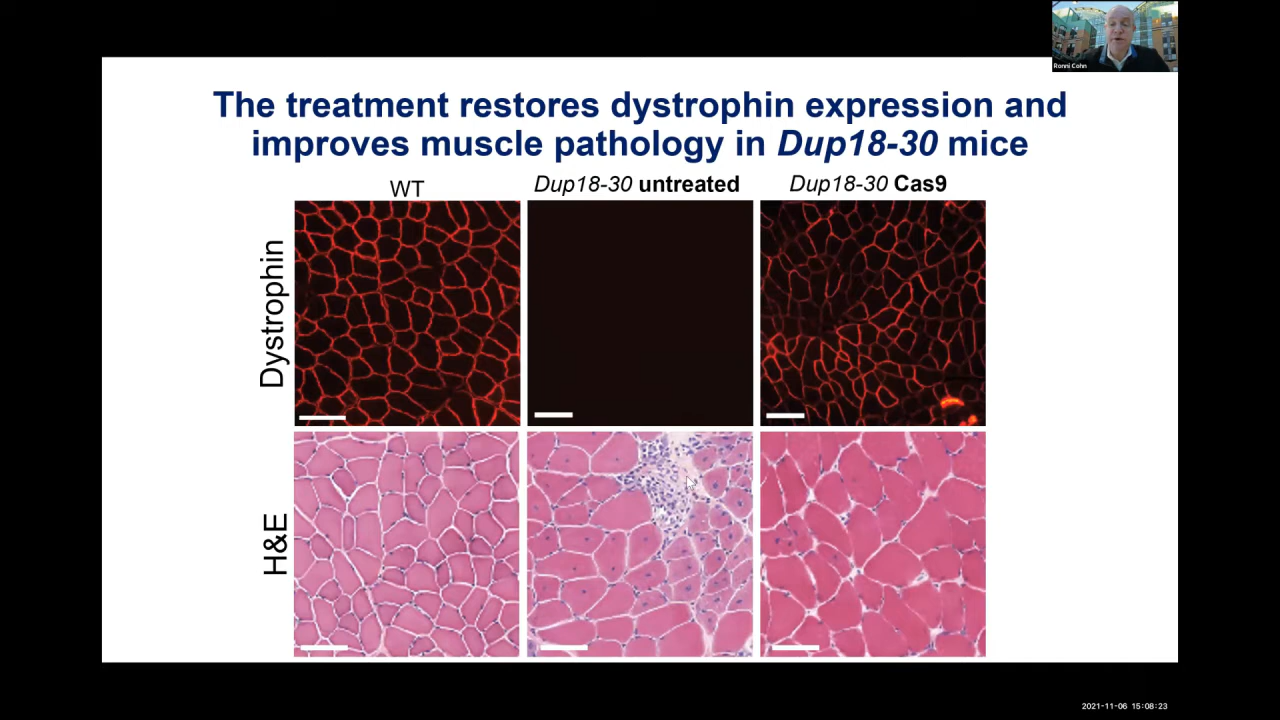 Ronni Cohn
The treatment restores dystrophin expression and
improves muscle pathology in Dup18-30 mice
WT
Dup18-30 untreated
Dup18-30 Cas9
Dystrophin
H&E
2021-11-06 15:08:23